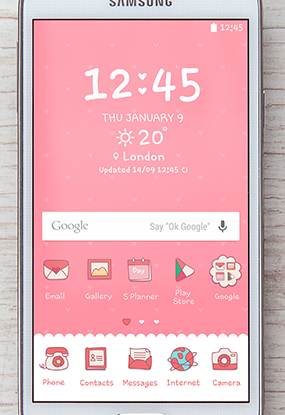 SAMSUNG
12:45
12:45
THU JANUARY 9
20°
London
Updated 14/09 12:45
Google
Say "Ok Google"
Email Gallery S Planner Play Store Google
Day
Phone Contacts Messages Internet Camera